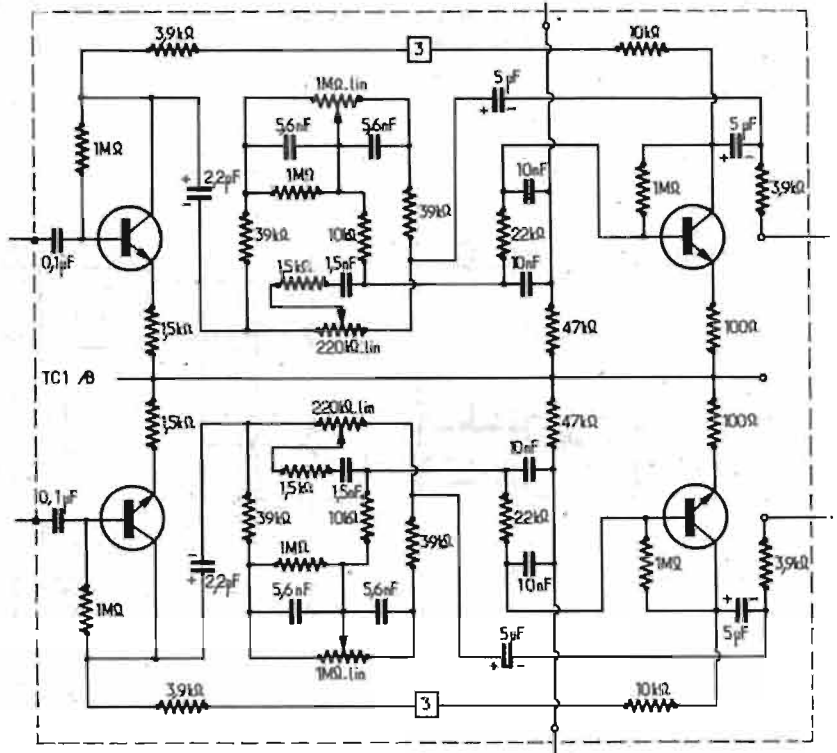 3,9kΩ
3
10kΩ
1MΩ.lin
5µF
5,6nF
5,6nF
5µF
1MΩ
1MΩ
10nF
1MΩ
2,2µF
39kΩ
10kΩ
39kΩ
22kΩ
3,9kΩ
0,1µF
1,5kΩ
1,5nF
10nF
1,5kΩ
220kΩ.lin
47kΩ
100Ω
TC1 /B
1,5kΩ
220kΩ.lin
47kΩ
100Ω
10nF
0,1µF
1,5kΩ
1,5nF
39kΩ
10kΩ
22kΩ
39kΩ
1MΩ
1MΩ
3,9kΩ
2,2µF
10nF
1MΩ
5,6nF
5,6nF
5µF
5µF
1MΩ.lin
3,9kΩ
3
10kΩ